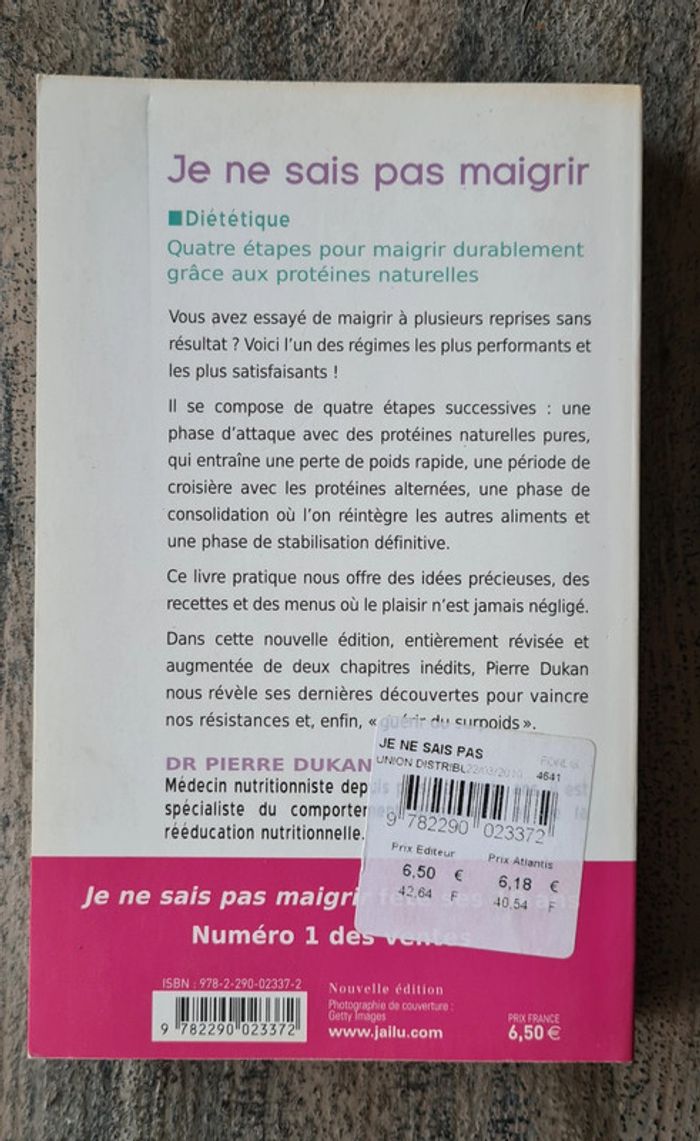 Je ne sais pas maigrir
■Diététique
Quatre étapes pour maigrir durablement
grâce aux protéines naturelles
Vous avez essayé de maigrir à plusieurs reprises sans
résultat ? Voici l’un des régimes les plus performants et
les plus satisfaisants !
Il se compose de quatre étapes successives : une
phase d’attaque avec des protéines naturelles pures,
qui entraîne une perte de poids rapide, une période de
croisière avec les protéines alternées, une phase de
consolidation où l’on réintègre les autres aliments et
une phase de stabilisation définitive.
Ce livre pratique nous offre des idées précieuses, des
recettes et des menus où le plaisir n’est jamais négligé.
Dans cette nouvelle édition, entièrement révisée et
augmentée de deux chapitres inédits, Pierre Dukan
nous révèle ses dernières découvertes pour vaincre
nos résistances et, enfin, « guérir du surpoids ».
DR PIERRE DUKAN
Médecin nutritionniste depuis est
spécialiste du comportement la
rééducation nutritionnelle.
JE NE SAIS PAS
UNION DISTRIBU 4641
9 782290 023372
Prix Editeur Prix Atlantis
6,50 € 6,18 €
42,64 F 40,54 F
Je ne sais pas maigrir fête ses ans
Numéro 1 des ventes
ISBN : 978-2-290-02337-2
9 782290 023372
Nouvelle édition
Photographie de couverture :
Getty Images
www.jailu.com
PRIX FRANCE
6,50 €